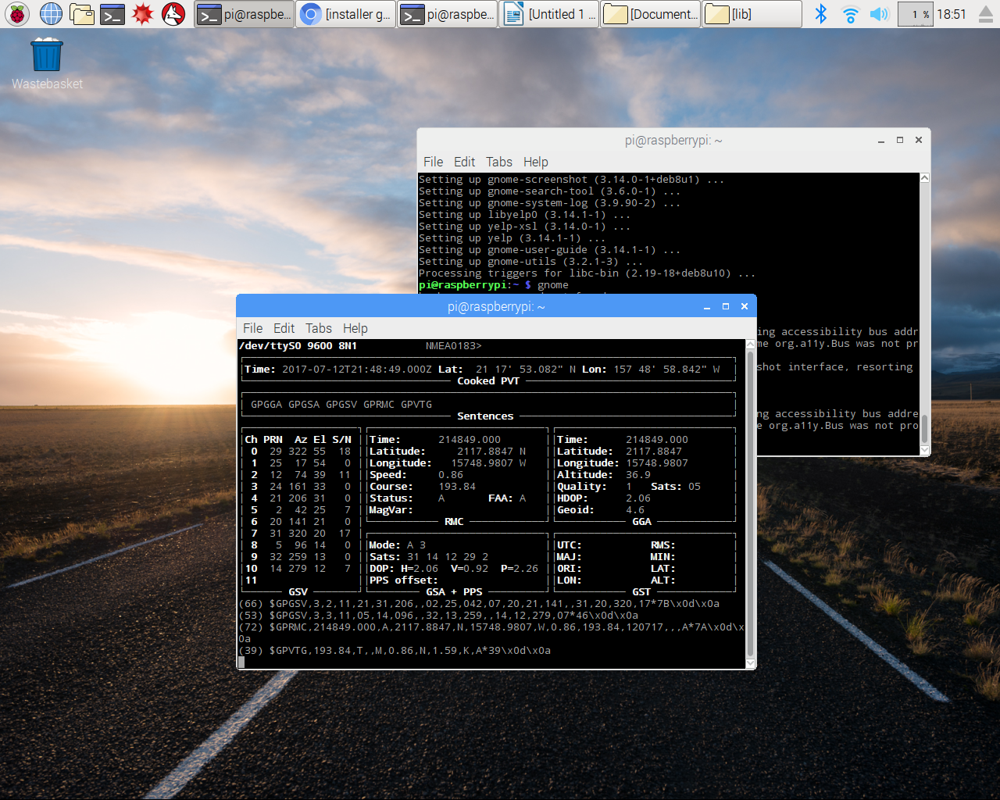 pi@raspbe...
[installer g...
pi@raspbe...
[Untitled 1 ...
[Document...
[lib]
1 %
18:51
Wastebasket
pi@raspberrypi: ~
File Edit Tabs Help
Setting up gnome-screenshot (3.14.0-1+deb8u1) ...
Setting up gnome-search-tool (3.6.0-1) ...
Setting up gnome-system-log (3.9.90-2) ...
Setting up libyelp0 (3.14.1-1) ...
Setting up yelp-xsl (3.14.0-1) ...
Setting up yelp (3.14.1-1) ...
Setting up gnome-user-guide (3.14.1-1) ...
Setting up gnome-utils (3.2.1-3) ...
Processing triggers for libc-bin (2.19-18+deb8u10) ...
pi@raspberrypi:~ $ gnome
ng accessibility bus addr
me org.a11y.Bus was not pr
shot interface, resorting
ng accessibility bus addre
e org.a11y.Bus was not pro
pi@raspberrypi: ~
File Edit Tabs Help
/dev/ttyS0 9600 8N1 NMEA0183>
Time: 2017-07-12T21:48:49.000Z Lat: 21 17' 53.082" N Lon: 157 48' 58.842" W
Cooked PVT
GPGGA GPGSA GPGSV GPRMC GPVTG
Sentences
Ch PRN Az El S/N
0 29 322 55 18
1 25 17 54 0
2 12 74 39 11
3 24 161 33 0
4 21 206 31 0
5 2 42 25 7
6 20 141 21 0
7 31 320 20 17
8 5 96 14 0
9 32 259 13 0
10 14 279 12 7
11
GSV
Time: 214849.000
Latitude: 2117.8847 N
Longitude: 15748.9807 W
Speed: 0.86
Course: 193.84
Status: A FAA: A
MagVar:
RMC
Time: 214849.000
Latitude: 2117.8847
Longitude: 15748.9807
Altitude: 36.9
Quality: 1 Sats: 05
HDOP: 2.06
Geoid: 4.6
GGA
Mode: A 3
Sats: 31 14 12 29 2
DOP: H=2.06 V=0.92 P=2.26
PPS offset:
GSA + PPS
UTC: RMS:
MAJ: MIN:
ORI: LAT:
LON: ALT:
GST
(66) $GPGSV,3,2,11,21,31,206,,02,25,042,07,20,21,141,,31,20,320,17*7B\x0d\x0a
(53) $GPGSV,3,3,11,05,14,096,,32,13,259,,14,12,279,07*46\x0d\x0a
(72) $GPRMC,214849.000,A,2117.8847,N,15748.9807,W,0.86,193.84,120717,,,A*7A\x0d\x
0a
(39) $GPVTG,193.84,T,,M,0.86,N,1.59,K,A*39\x0d\x0a